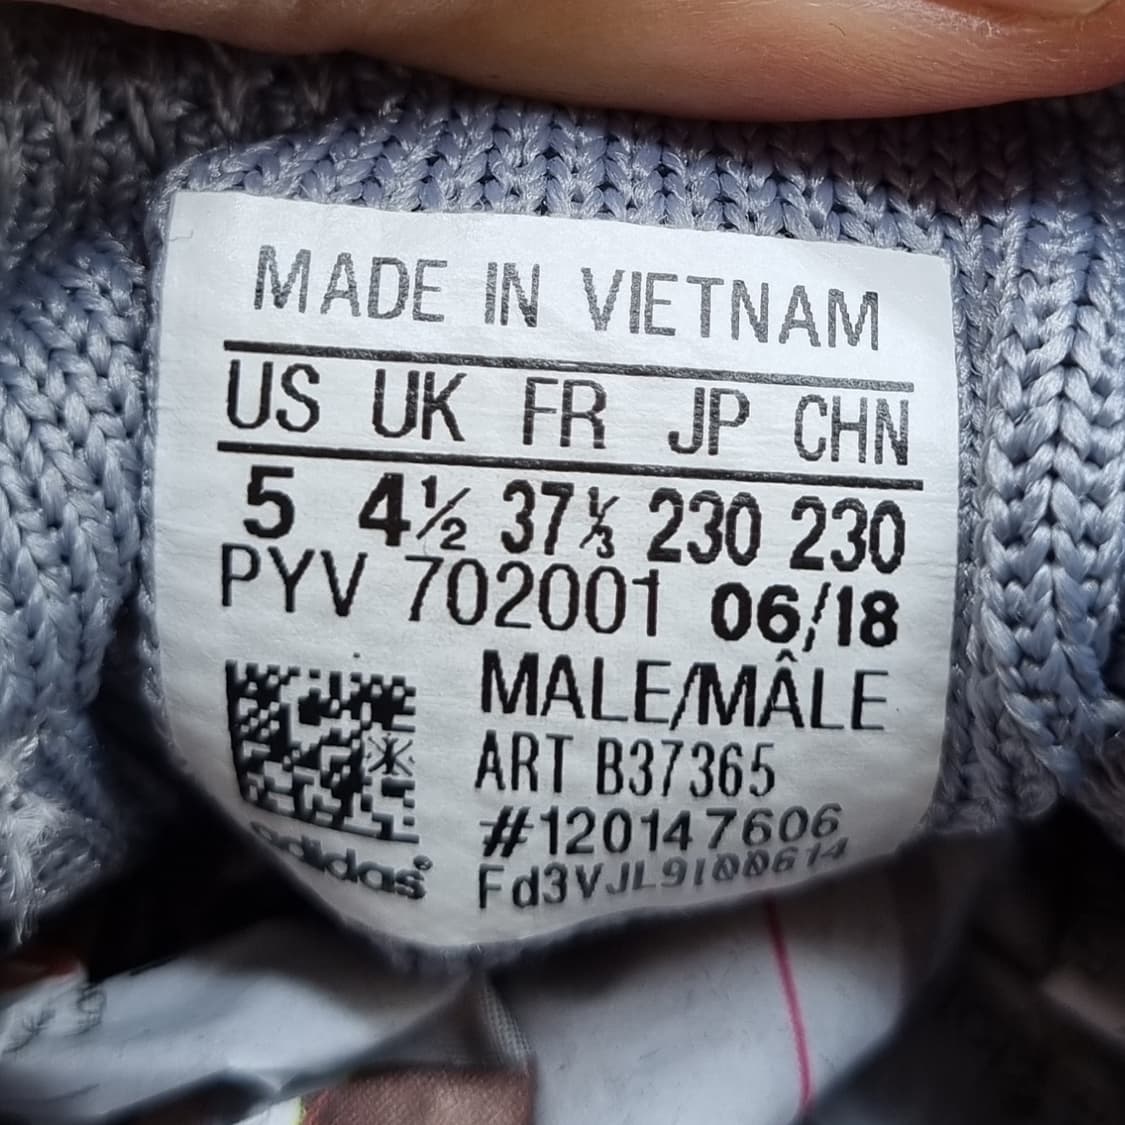 MADE IN VIETNAM
US UK FR JP CHN
5 4½ 37⅓ 230 230
PYV 702001 06/18
MALE/MÂLE
ART B37365
#120147606
adidas® Fd3VJL9I00614